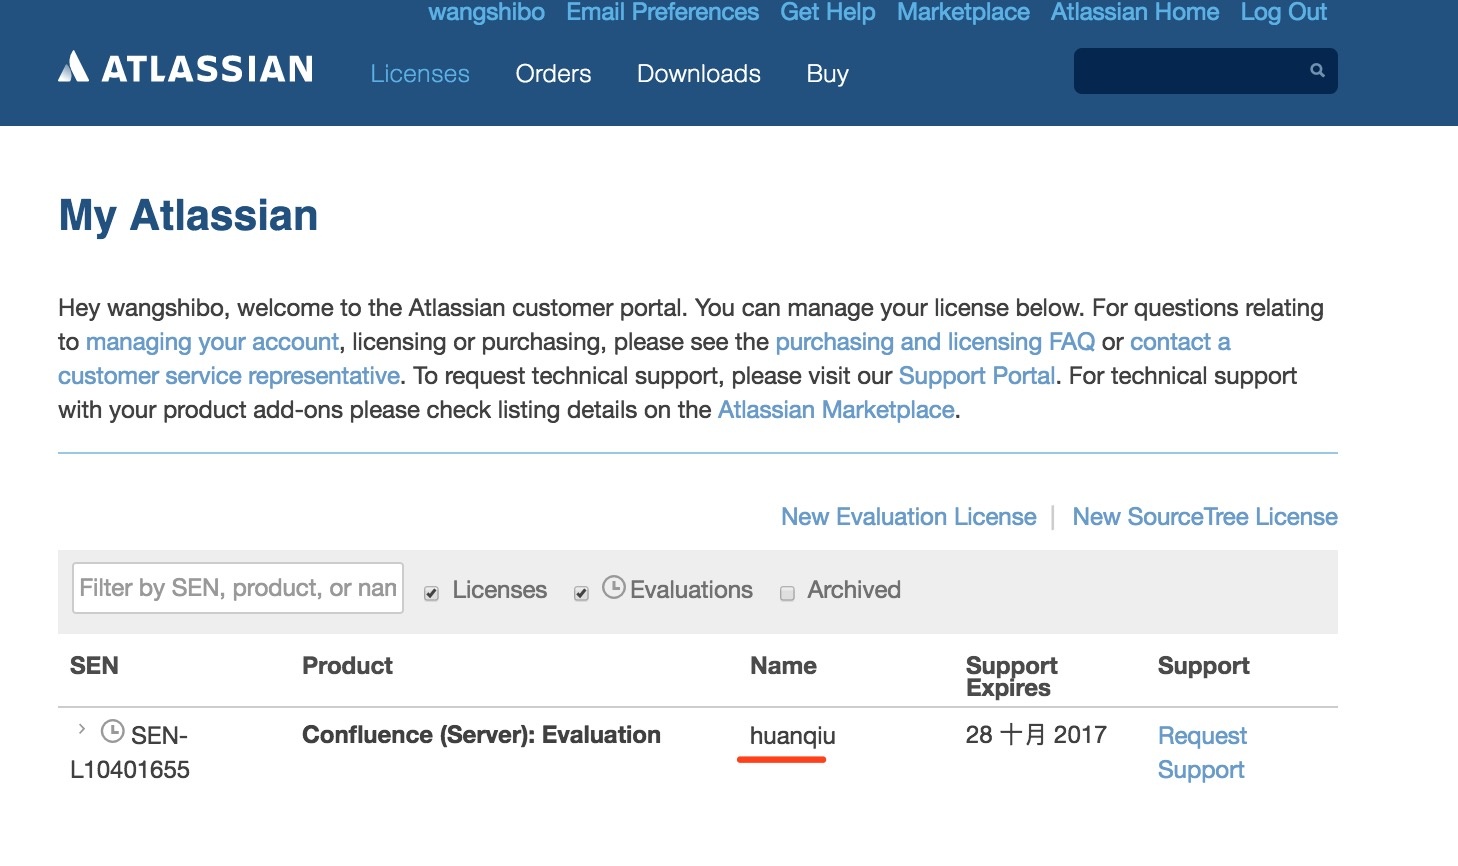 wangshibo Email Preferences Get Help Marketplace Atlassian Home Log Out
ATLASSIAN Licenses Orders Downloads Buy
My Atlassian
Hey wangshibo, welcome to the Atlassian customer portal. You can manage your license below. For questions relating
to managing your account, licensing or purchasing, please see the purchasing and licensing FAQ or contact a
customer service representative. To request technical support, please visit our Support Portal. For technical support
with your product add-ons please check listing details on the Atlassian Marketplace.
New Evaluation License | New SourceTree License
Filter by SEN, product, or nan Licenses Evaluations Archived
SEN Product Name Support Expires Support
SEN-L10401655 Confluence (Server): Evaluation huanqiu 28 十月 2017 Request Support